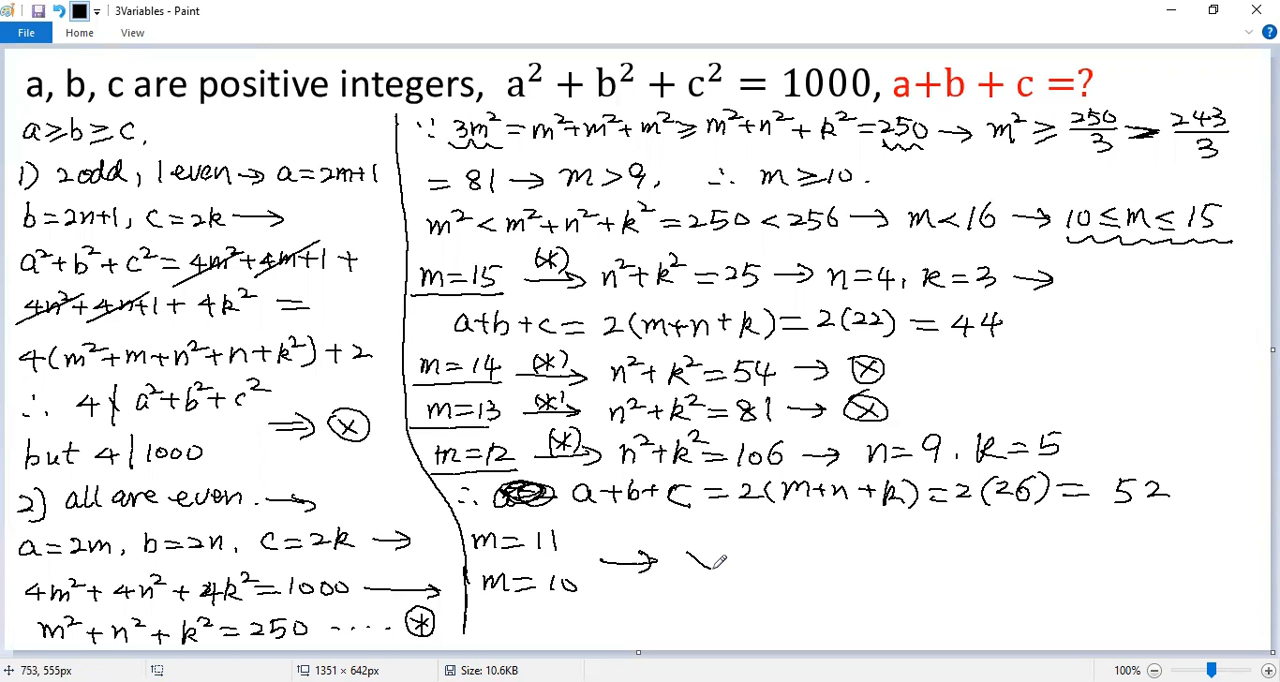 3Variables - Paint
File Home View
a, b, c are positive integers, a² + b² + c² = 1000, a+b + c =?
a ≥ b ≥ c,
1) 2 odd, 1 even → a = 2m+1
b = 2n+1, c = 2k →
a²+b²+c² = 4m²+4m+1 +
4n²+4n+1 + 4k² =
4(m²+m+n²+n+k²)+2
∴ 4 ∤ a²+b²+c²
⇒ ⊗
but 4 | 1000
2) all are even. →
a = 2m, b = 2n, c = 2k →
4m² + 4n² + 4k² = 1000 →
m² + n² + k² = 250 .... ⊛
∵ 3m² = m²+m²+m² ≥ m²+n²+k² = 250 → m² ≥ 250/3 > 243/3
= 81 → m > 9, ∴ m ≥ 10.
m² < m²+n²+k² = 250 < 256 → m < 16 → 10 ≤ m ≤ 15
m = 15 (*)→ n²+k² = 25 → n = 4, k = 3 →
a+b+c = 2(m+n+k) = 2(22) = 44
m = 14 (*)→ n²+k² = 54 → ⊗
m = 13 (*)→ n²+k² = 81 → ⊗
m = 12 (*)→ n²+k² = 106 → n = 9, k = 5
∴ a+b+c = 2(m+n+k) = 2(26) = 52
m = 11
→
m = 10
753, 555px 1351 × 642px Size: 10.6KB 100%